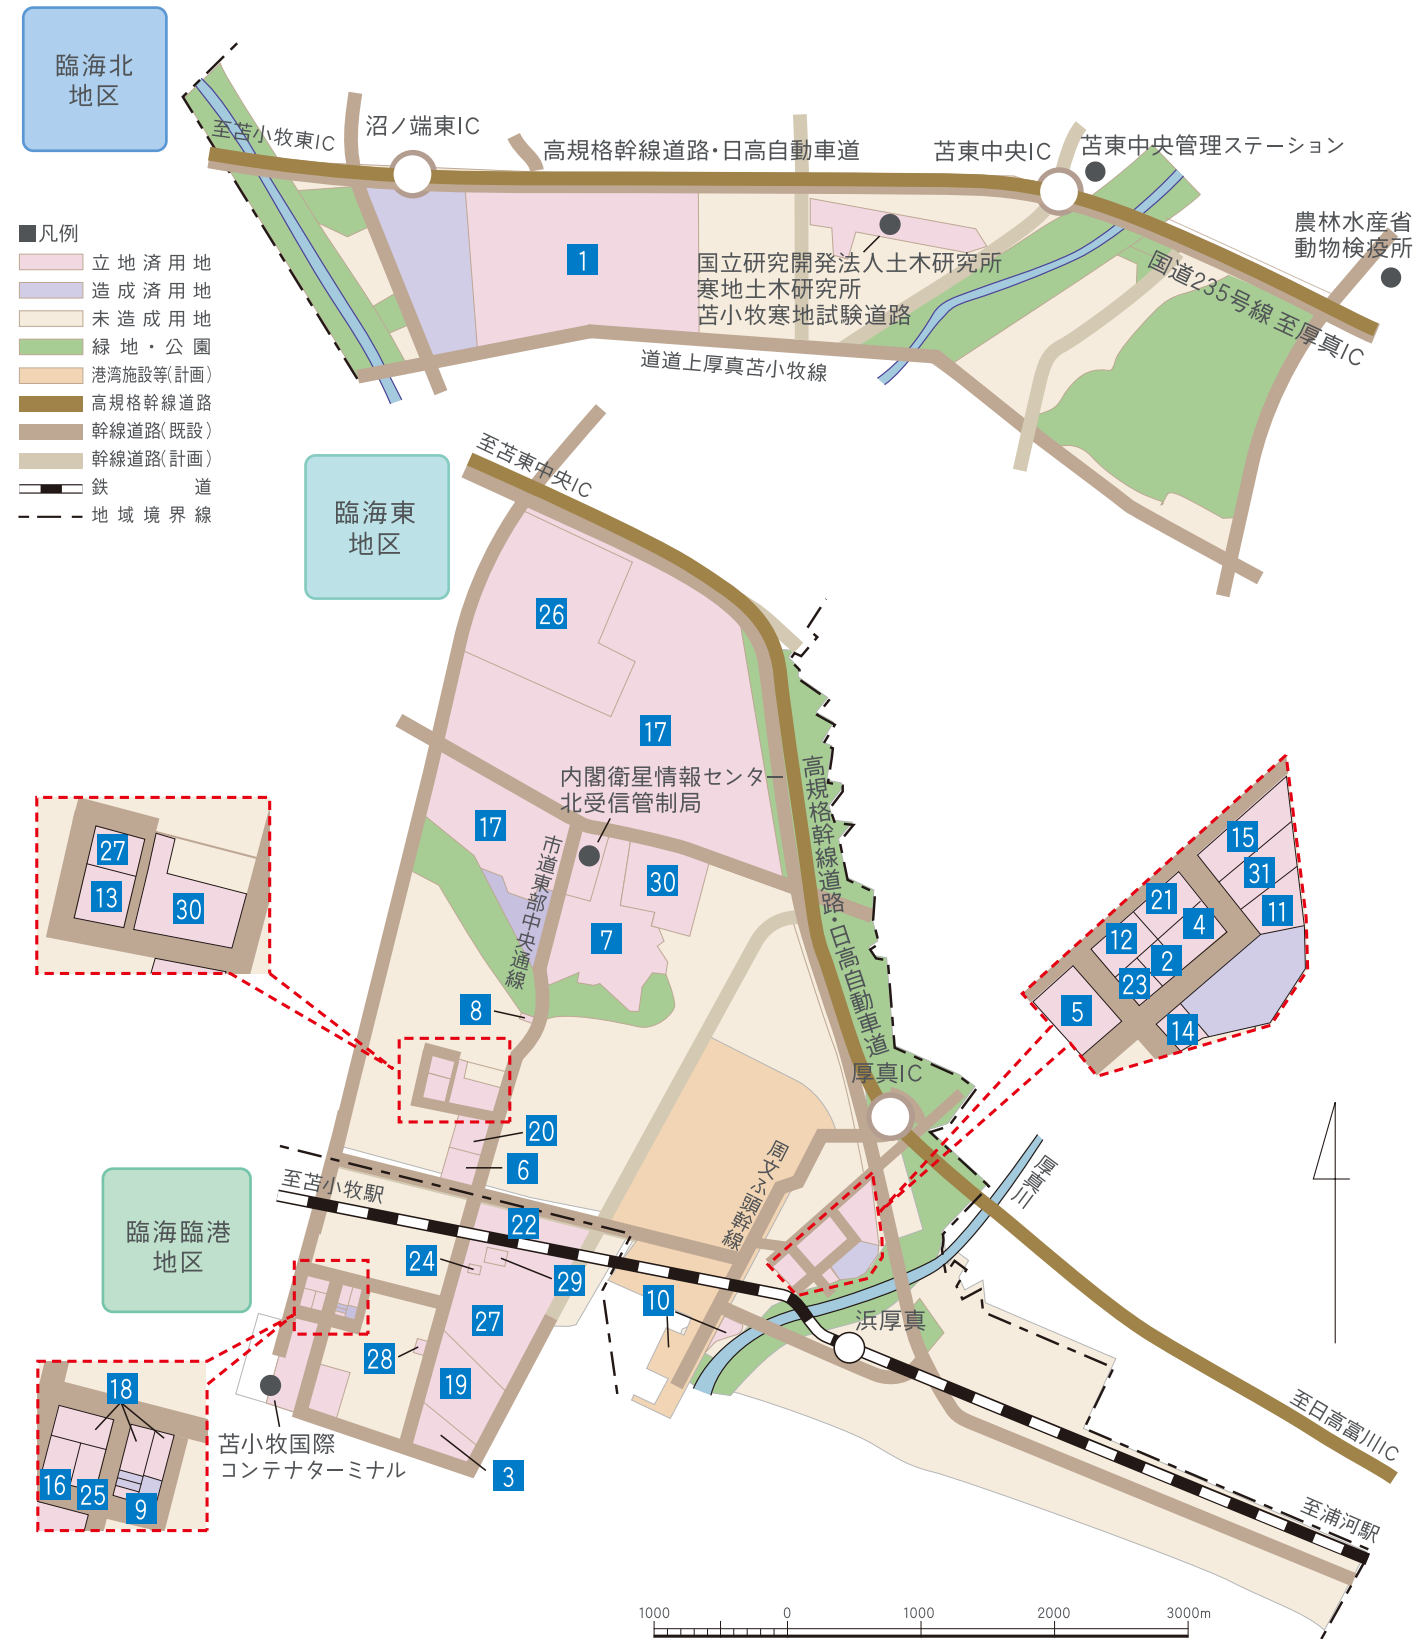 臨海北
地区
至苫小牧東IC
沼ノ端東IC
高規格幹線道路・日高自動車道
苫東中央IC
苫東中央管理ステーション
農林水産省
動物検疫所
1
国立研究開発法人土木研究所
寒地土木研究所
苫小牧寒地試験道路
国道235号線 至厚真IC
道道上厚真苫小牧線
■凡例
立地済用地
造成済用地
未造成用地
緑地・公園
港湾施設等(計画)
高規格幹線道路
幹線道路(既設)
幹線道路(計画)
鉄道
地域境界線
臨海東
地区
至苫東中央IC
26
17
内閣衛星情報センター
北受信管制局
17
市道東部中央通線
30
7
高規格幹線道路・日高自動車道
8
27
13
30
15
31
11
21
4
12
2
23
5
14
厚真IC
20
6
周文ふ頭幹線
厚真川
臨海臨港
地区
至苫小牧駅
22
24
29
27
10
浜厚真
28
19
3
苫小牧国際
コンテナターミナル
18
16
25
9
至日高富川IC
至浦河駅
1000 0 1000 2000 3000m